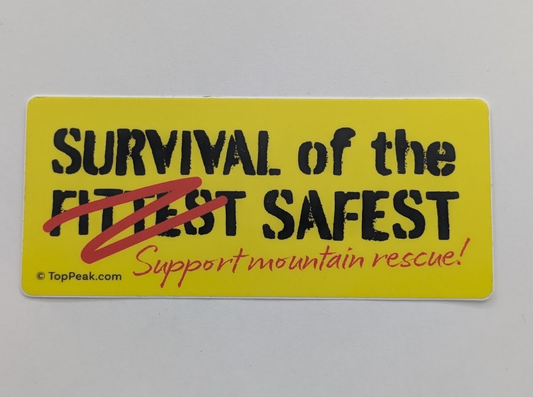 SURVIVAL of the
FITTEST SAFEST
Support mountain rescue!
© TopPeak.com